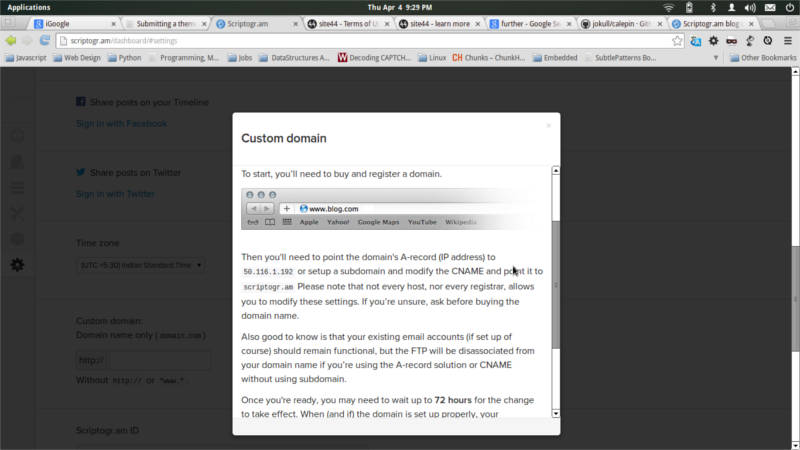 Applications
Thu Apr 4 9:29 PM
iGoogle
Submitting a them
Scriptogr.am
site44 - Terms of U
site44 - learn more
further - Google Se
jokull/calepin - Gith
Scriptogr.am blog
scriptogr.am/dashboard/#settings
Javascript
Web Design
Python
Programming, M...
Jobs
DataStructures A...
Decoding CAPTCH...
Linux
CH Chunks – ChunkH...
Embedded
SubtlePatterns Bo...
Other Bookmarks
Share posts on your Timeline
Sign in with Facebook
Share posts on Twitter
Sign in with Twitter
Time zone
(UTC +5:30) Indian Standard Time
Custom domain:
Domain name only ( domain.com )
http://
Without http:// or "www.".
Scriptogr.am ID
Custom domain
×
To start, you'll need to buy and register a domain.
www.blog.com
Apple Yahoo! Google Maps YouTube Wikipedia
Then you'll need to point the domain's A-record (IP address) to
50.116.1.192 or setup a subdomain and modify the CNAME and point it to
scriptogr.am Please note that not every host, nor every registrar, allows
you to modify these settings. If you're unsure, ask before buying the
domain name.
Also good to know is that your existing email accounts (if set up of
course) should remain functional, but the FTP will be disassociated from
your domain name if you're using the A-record solution or CNAME
without using subdomain.
Once you're ready, you may need to wait up to 72 hours for the change
to take effect. When (and if) the domain is set up properly, your